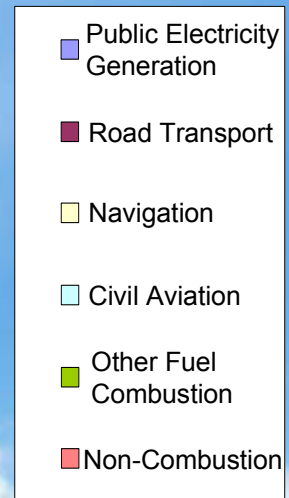 Public Electricity
Generation
Road Transport
Navigation
Civil Aviation
Other Fuel
Combustion
Non-Combustion